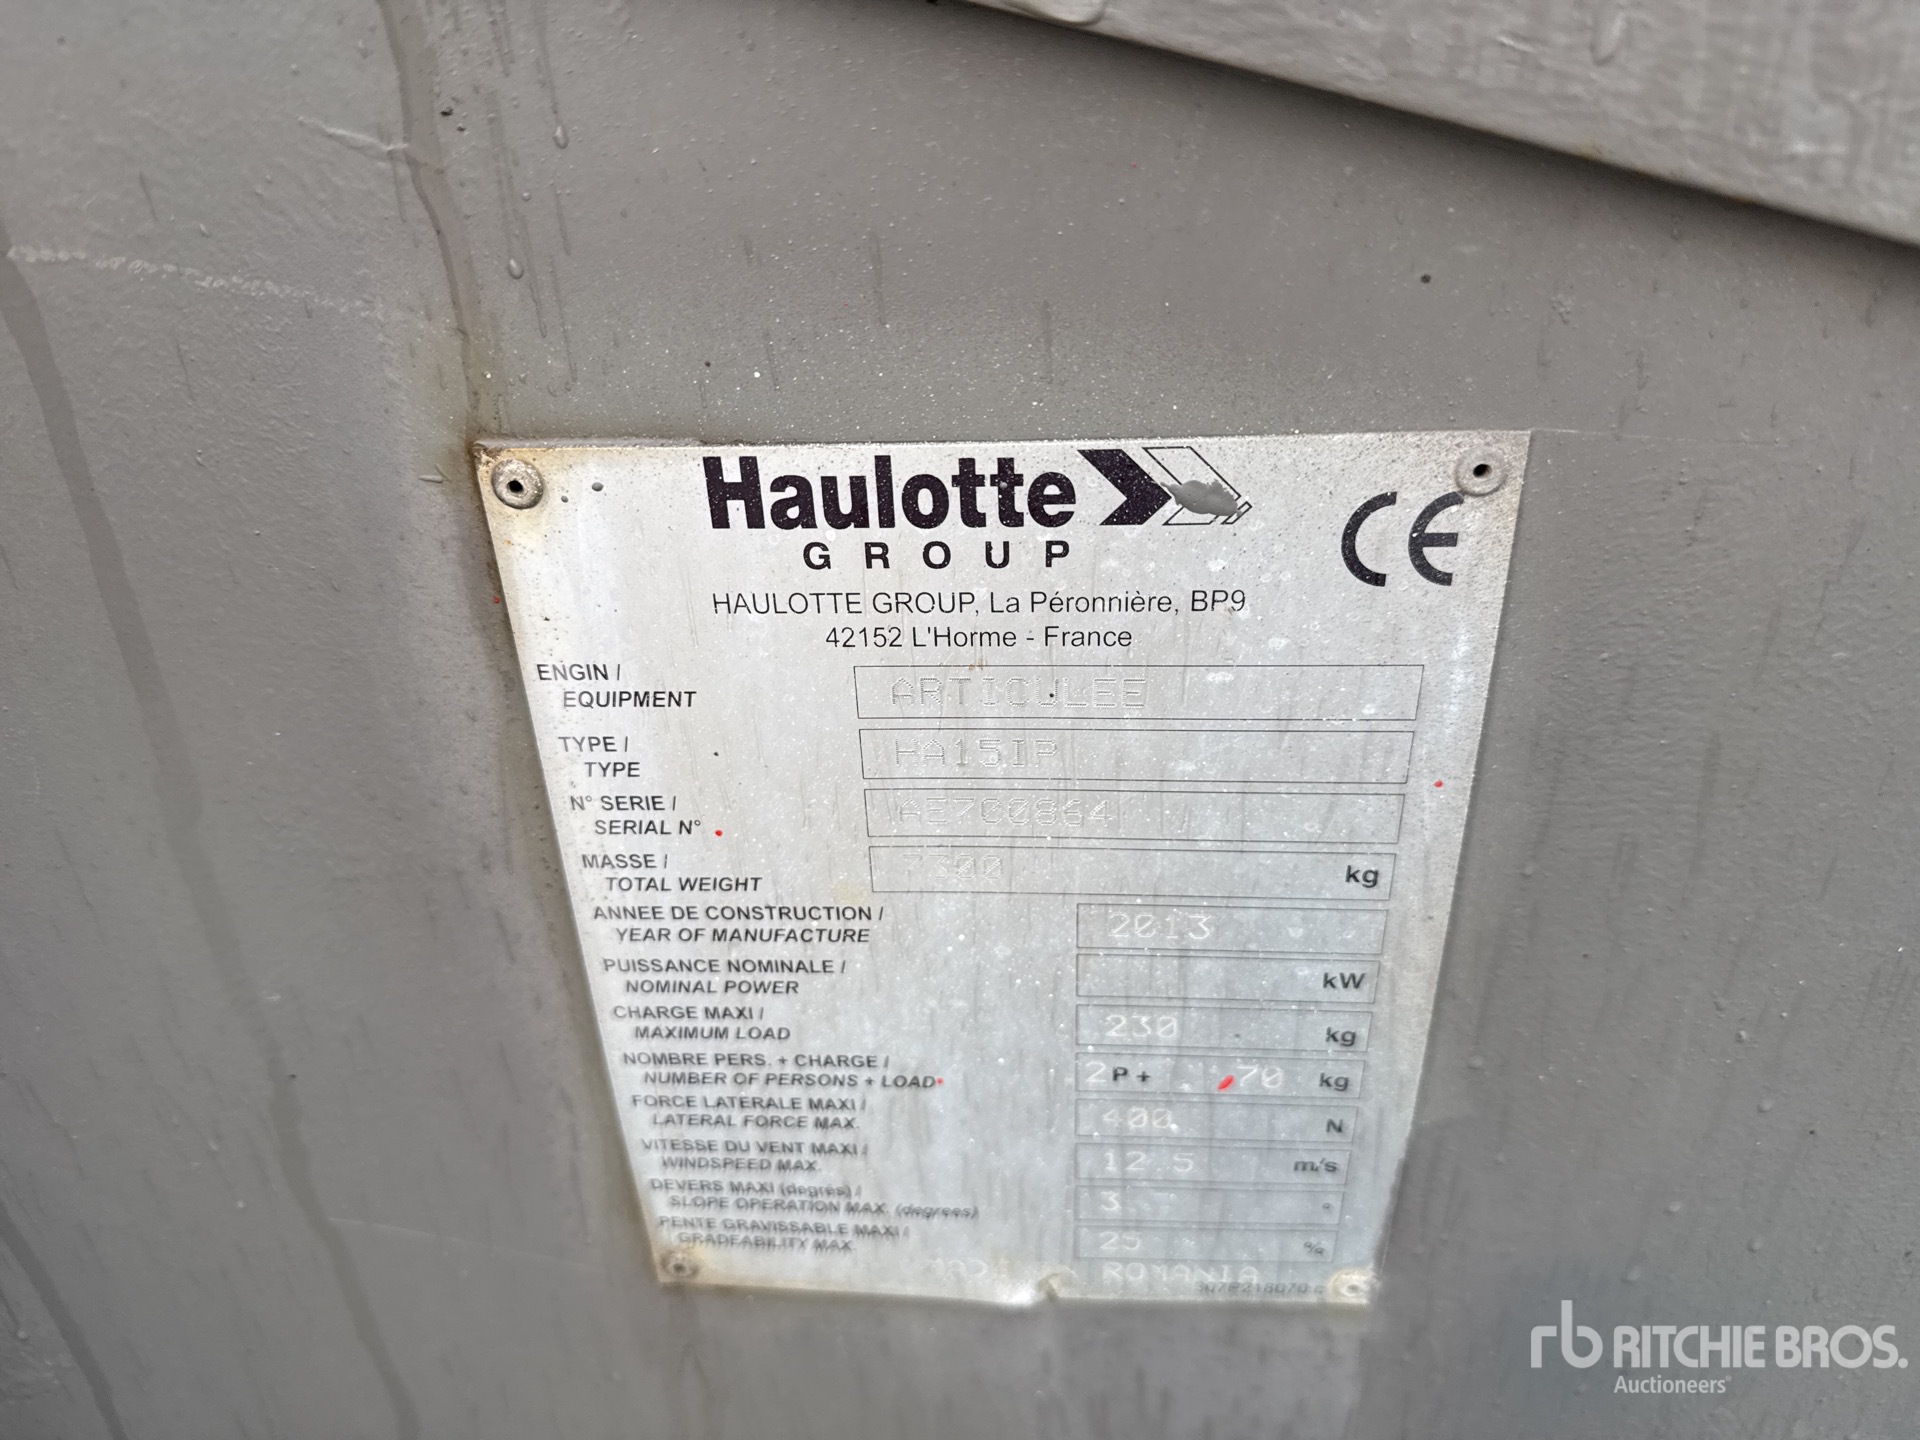 Haulotte
GROUP
CE
HAULOTTE GROUP, La Péronnière, BP9
42152 L'Horme - France
ENGIN /
EQUIPMENT
ARTICULEE
TYPE /
TYPE
HA15IP
N° SERIE /
SERIAL N°
AE700864
MASSE /
TOTAL WEIGHT
kg
ANNEE DE CONSTRUCTION /
YEAR OF MANUFACTURE
2013
PUISSANCE NOMINALE /
NOMINAL POWER
kW
CHARGE MAXI /
MAXIMUM LOAD
230 kg
NOMBRE PERS. + CHARGE /
NUMBER OF PERSONS + LOAD
2 P + 70 kg
FORCE LATERALE MAXI /
LATERAL FORCE MAX.
400 N
VITESSE DU VENT MAXI /
WINDSPEED MAX.
12.5 m/s
DEVERS MAXI (degrés) /
SLOPE OPERATION MAX. (degrees)
3 °
PENTE GRAVISSABLE MAXI /
GRADEABILITY MAX.
25 %
ROMANIA
rb RITCHIE BROS.
Auctioneers